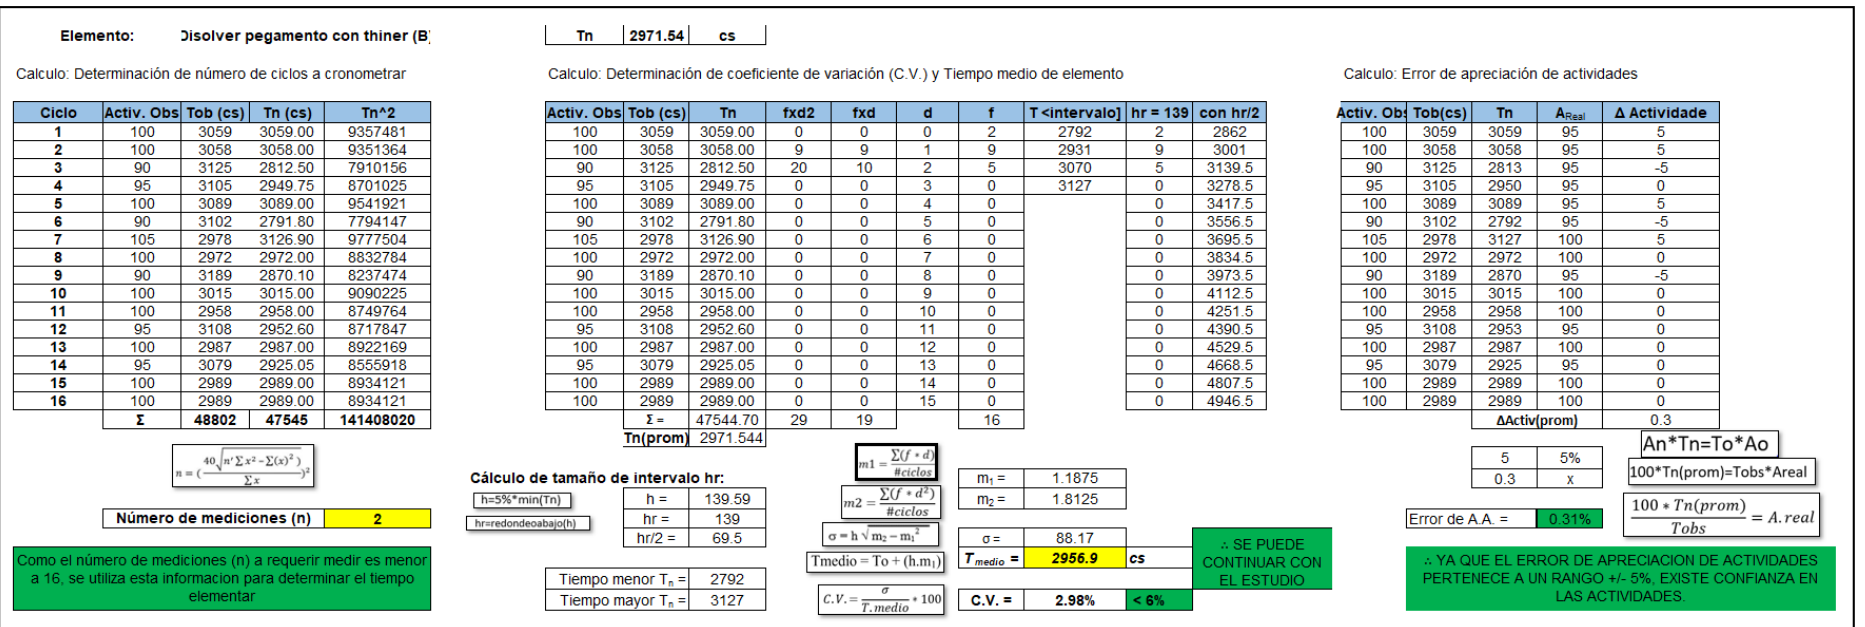 Elemento: Disolver pegamento con thiner (B) Tn 2971.54 cs
Calculo: Determinación de número de ciclos a cronometrar
Ciclo Activ. Obs Tob (cs) Tn (cs) Tn^2
1 100 3059 3059.00 9357481
2 100 3058 3058.00 9351364
3 90 3125 2812.50 7910156
4 95 3105 2949.75 8701025
5 100 3089 3089.00 9541921
6 90 3102 2791.80 7794147
7 105 2978 3126.90 9777504
8 100 2972 2972.00 8832784
9 90 3189 2870.10 8237474
10 100 3015 3015.00 9090225
11 100 2958 2958.00 8749764
12 95 3108 2952.60 8717847
13 100 2987 2987.00 8922169
14 95 3079 2925.05 8555918
15 100 2989 2989.00 8934121
16 100 2989 2989.00 8934121
Σ 48802 47545 141408020
n = (40√(n'Σx² − Σ(x)²) / Σx)²
Número de mediciones (n) 2
Como el número de mediciones (n) a requerir medir es menor
a 16, se utiliza esta informacion para determinar el tiempo
elementar
Calculo: Determinación de coeficiente de variación (C.V.) y Tiempo medio de elemento
Activ. Obs Tob (cs) Tn fxd2 fxd d f T <intervalo] hr = 139 con hr/2
100 3059 3059.00 0 0 0 2 2792 2 2862
100 3058 3058.00 9 9 1 9 2931 9 3001
90 3125 2812.50 20 10 2 5 3070 5 3139.5
95 3105 2949.75 0 0 3 0 3127 0 3278.5
100 3089 3089.00 0 0 4 0 0 3417.5
90 3102 2791.80 0 0 5 0 0 3556.5
105 2978 3126.90 0 0 6 0 0 3695.5
100 2972 2972.00 0 0 7 0 0 3834.5
90 3189 2870.10 0 0 8 0 0 3973.5
100 3015 3015.00 0 0 9 0 0 4112.5
100 2958 2958.00 0 0 10 0 0 4251.5
95 3108 2952.60 0 0 11 0 0 4390.5
100 2987 2987.00 0 0 12 0 0 4529.5
95 3079 2925.05 0 0 13 0 0 4668.5
100 2989 2989.00 0 0 14 0 0 4807.5
100 2989 2989.00 0 0 15 0 0 4946.5
Σ = 47544.70 29 19 16
Tn(prom) 2971.544
Cálculo de tamaño de intervalo hr:
h=5%*min(Tn) h = 139.59
hr=redondeoabajo(h) hr = 139
hr/2 = 69.5
Tiempo menor Tn = 2792
Tiempo mayor Tn = 3127
m1 = Σ(f * d) / #ciclos
m2 = Σ(f * d²) / #ciclos
σ = h √(m₂ − m₁²)
Tmedio = To + (h.m₁)
C.V. = σ / T.medio * 100
m₁ = 1.1875
m₂ = 1.8125
σ = 88.17
Tmedio = 2956.9 cs
C.V. = 2.98% < 6%
∴ SE PUEDE
CONTINUAR CON
EL ESTUDIO
Calculo: Error de apreciación de actividades
Activ. Obs Tob(cs) Tn AReal Δ Actividade
100 3059 3059 95 5
100 3058 3058 95 5
90 3125 2813 95 -5
95 3105 2950 95 0
100 3089 3089 95 5
90 3102 2792 95 -5
105 2978 3127 100 5
100 2972 2972 100 0
90 3189 2870 95 -5
100 3015 3015 100 0
100 2958 2958 100 0
95 3108 2953 95 0
100 2987 2987 100 0
95 3079 2925 95 0
100 2989 2989 100 0
100 2989 2989 100 0
ΔActiv(prom) 0.3
5 5%
0.3 x
Error de A.A. = 0.31%
An*Tn=To*Ao
100*Tn(prom)=Tobs*Areal
100 * Tn(prom) / Tobs = A.real
∴ YA QUE EL ERROR DE APRECIACION DE ACTIVIDADES
PERTENECE A UN RANGO +/- 5%, EXISTE CONFIANZA EN
LAS ACTIVIDADES.